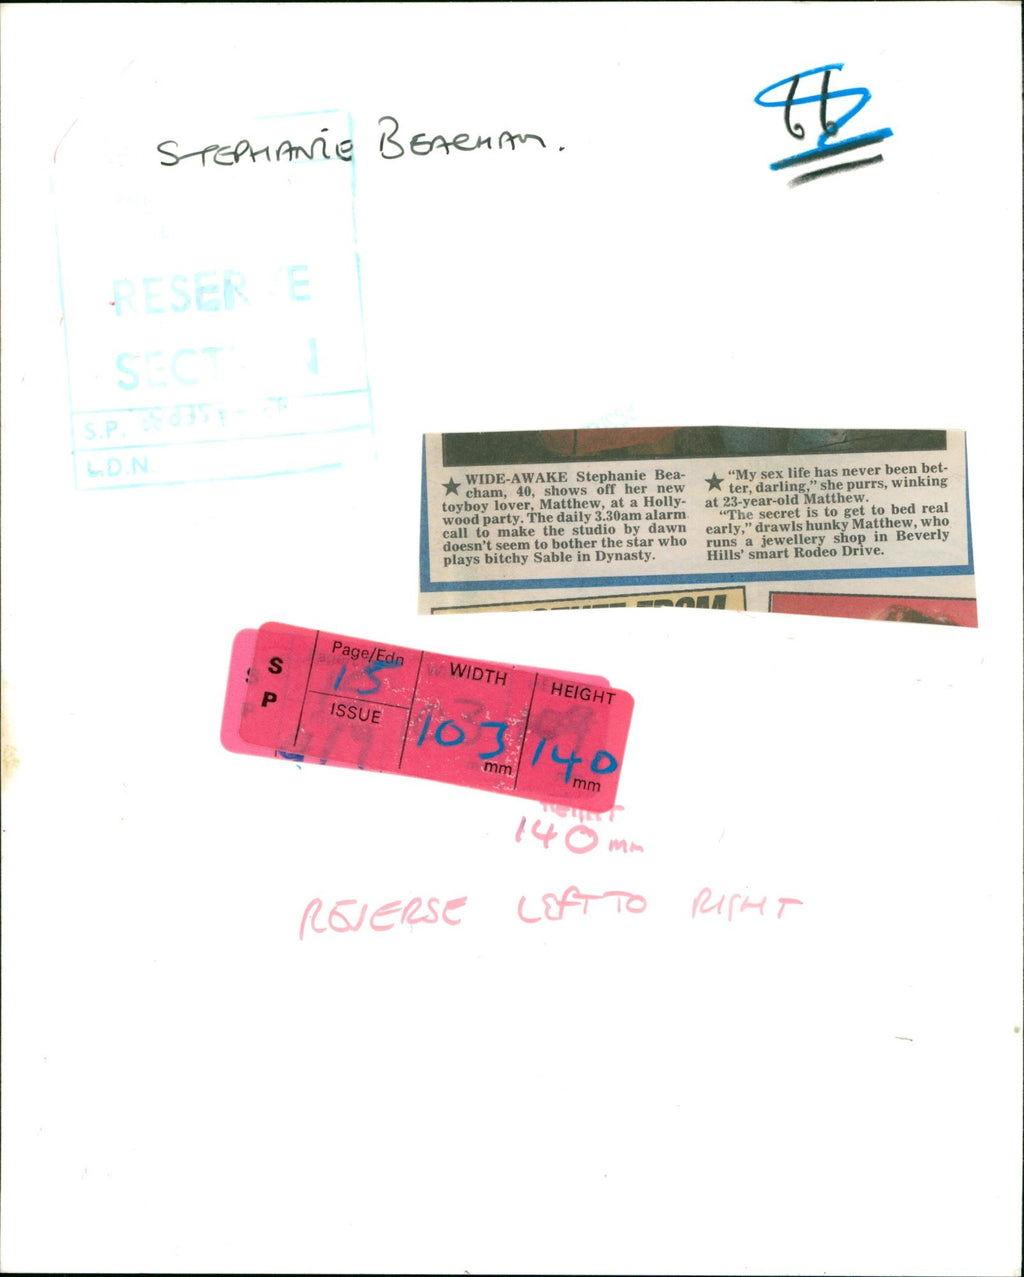 STEPHANIE BEACHAM.
RESERVE
SECTION
S.P.
L.D.N.
★ WIDE-AWAKE Stephanie Bea-
cham, 40, shows off her new
toyboy lover, Matthew, at a Holly-
wood party. The daily 3.30am alarm
call to make the studio by dawn
doesn't seem to bother the star who
plays bitchy Sable in Dynasty.
★ "My sex life has never been bet-
ter, darling," she purrs, winking
at 23-year-old Matthew.
"The secret is to get to bed real
early," drawls hunky Matthew, who
runs a jewellery shop in Beverly
Hills' smart Rodeo Drive.
SP
Page/Edn
15
ISSUE
WIDTH
103 mm
HEIGHT
140 mm
HEIGHT
140 mm
REVERSE LEFT TO RIGHT